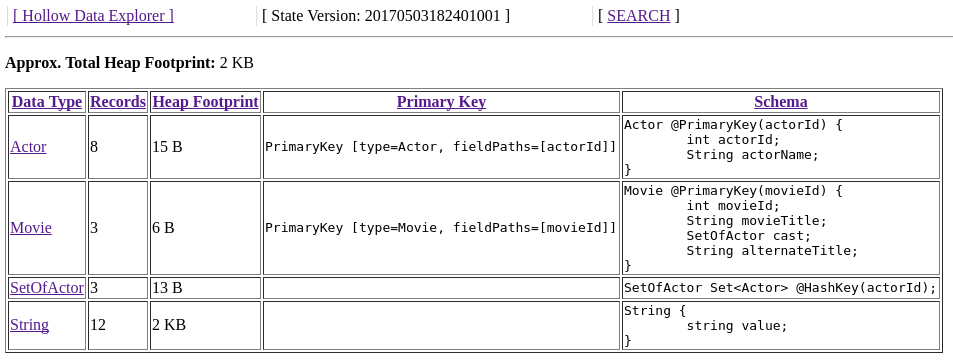 [ Hollow Data Explorer ] [ State Version: 20170503182401001 ] [ SEARCH ]
Approx. Total Heap Footprint: 2 KB
Data Type Records Heap Footprint Primary Key Schema
Actor 8 15 B PrimaryKey [type=Actor, fieldPaths=[actorId]] Actor @PrimaryKey(actorId) {
int actorId;
String actorName;
}
Movie 3 6 B PrimaryKey [type=Movie, fieldPaths=[movieId]] Movie @PrimaryKey(movieId) {
int movieId;
String movieTitle;
SetOfActor cast;
String alternateTitle;
}
SetOfActor 3 13 B SetOfActor Set<Actor> @HashKey(actorId);
String 12 2 KB String {
string value;
}